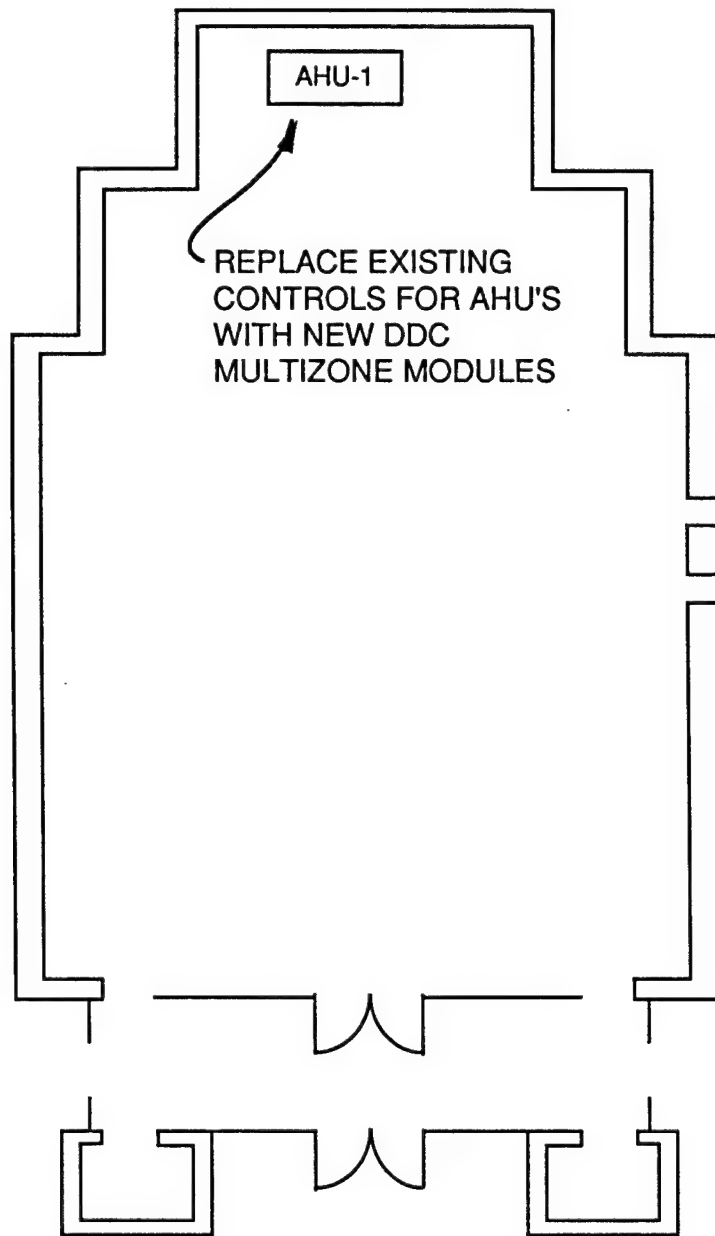 AHU-1
REPLACE EXISTING
CONTROLS FOR AHU'S
WITH NEW DDC
MULTIZONE MODULES